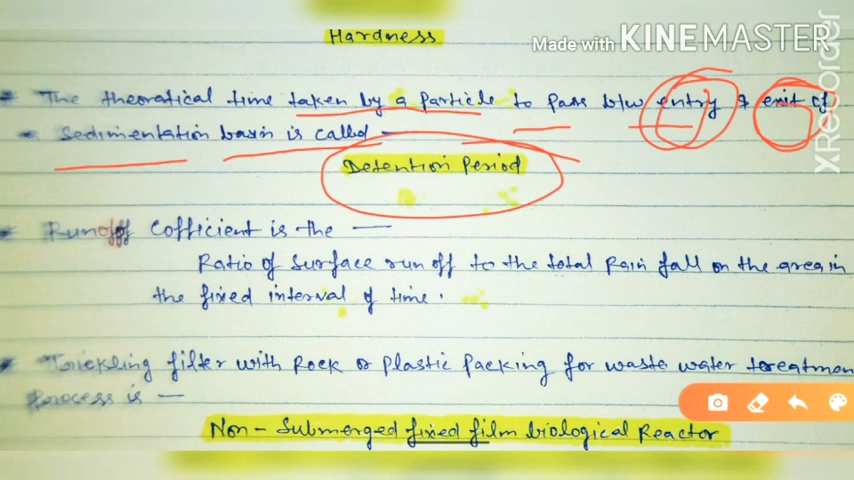 Hardness
Made with KINEMASTER
* The theoratical time taken by a particle to pass b/w entry & exit of
Sedimentation basin is called —
Detention Period
* Runoff Cofficient is the —
Ratio of surface run off to the total Rain fall on the area in
the fixed interval of time.
* Trickling filter with Rock or plastic packing for waste water treatmen
process is —
Non - Submerged fixed film biological Reactor
XRecorder